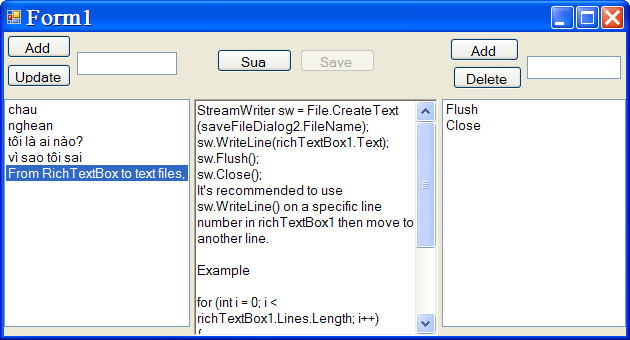 Form1
Add
Update
Sua
Save
Add
Delete
chau
nghean
tôi là ai nào?
vì sao tôi sai
From RichTextBox to text files,
StreamWriter sw = File.CreateText
(saveFileDialog2.FileName);
sw.WriteLine(richTextBox1.Text);
sw.Flush();
sw.Close();
It's recommended to use
sw.WriteLine() on a specific line
number in richTextBox1 then move to
another line.
Example
for (int i = 0; i <
richTextBox1.Lines.Length; i++)
{
Flush
Close